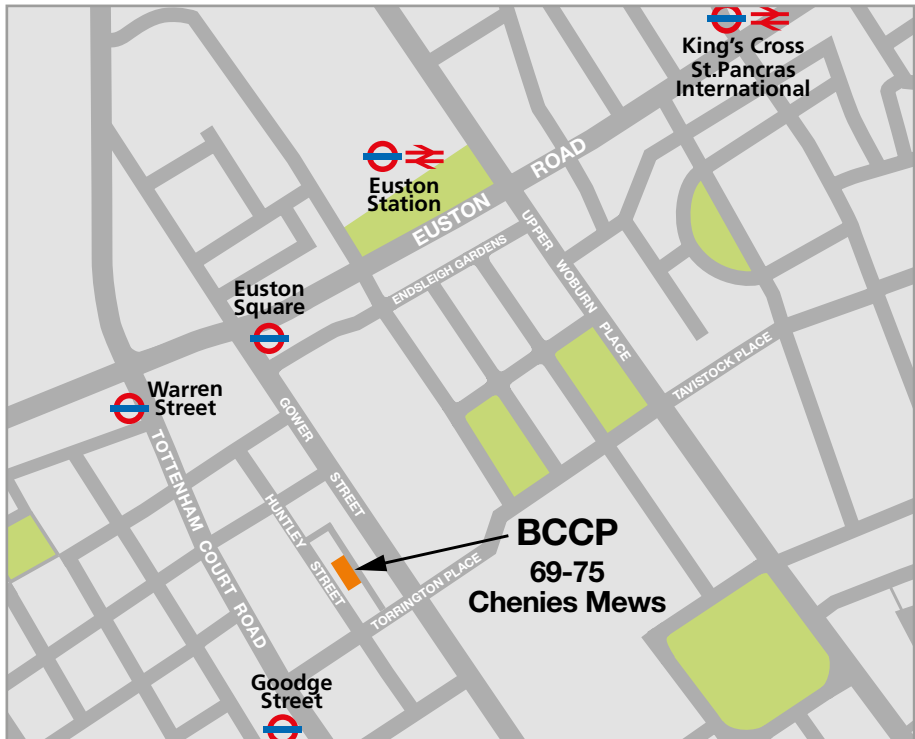 King's Cross
St.Pancras
International
Euston
Station
EUSTON ROAD
ENDSLEIGH GARDENS
UPPER WOBURN PLACE
Euston
Square
TAVISTOCK PLACE
Warren
Street
GOWER STREET
TOTTENHAM COURT ROAD
HUNTLEY STREET
BCCP
69-75
Chenies Mews
TORRINGTON PLACE
Goodge
Street